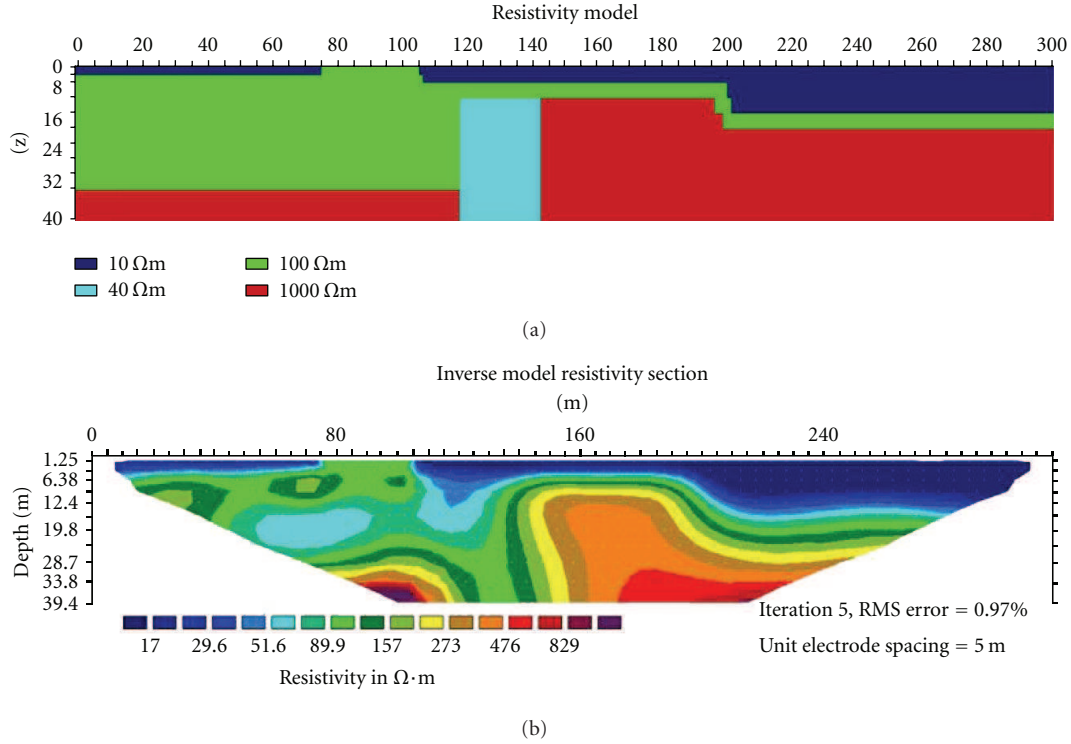 Resistivity model
0 20 40 60 80 100 120 140 160 180 200 220 240 260 280 300
0
8
16
24
32
40
(z)
10 Ωm 100 Ωm
40 Ωm 1000 Ωm
(a)
Inverse model resistivity section
(m)
0 80 160 240
1.25
6.38
12.4
19.8
28.7
33.8
39.4
Depth (m)
Iteration 5, RMS error = 0.97%
17 29.6 51.6 89.9 157 273 476 829
Unit electrode spacing = 5 m
Resistivity in Ω·m
(b)